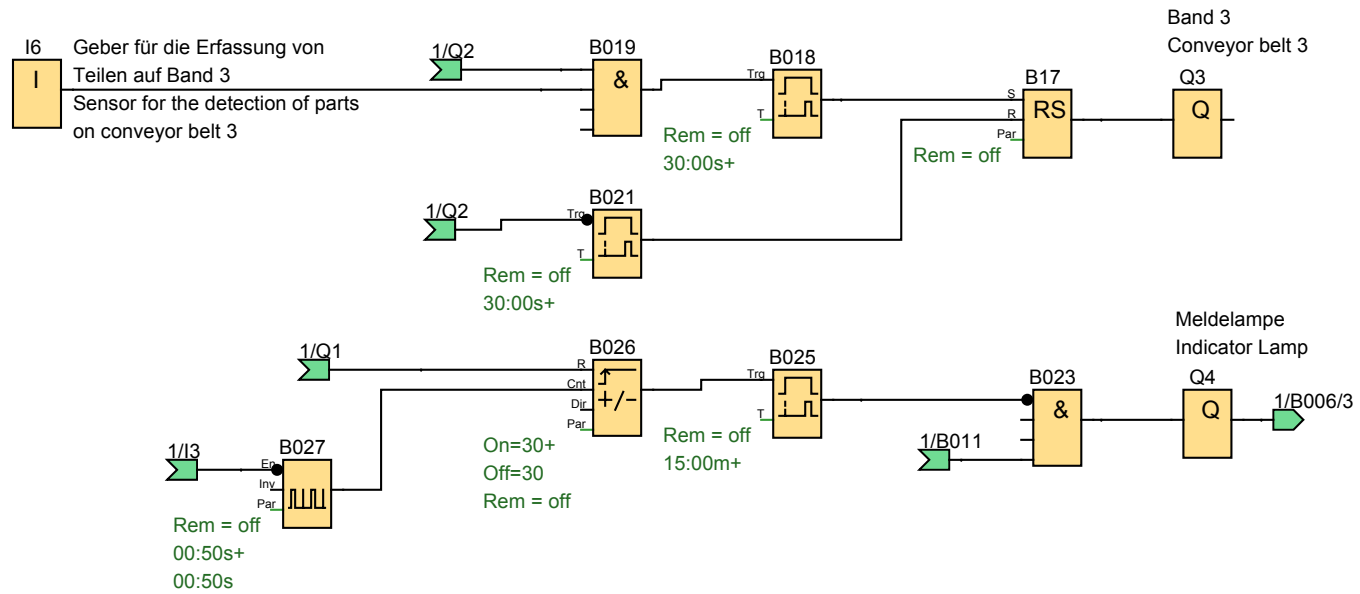 Band 3
Conveyor belt 3
I6
I
Geber für die Erfassung von
Teilen auf Band 3
Sensor for the detection of parts
on conveyor belt 3
1/Q2
B019
&
B018
Trg
T
Rem = off
30:00s+
B17
S
R
Par
RS
Rem = off
Q3
Q
1/Q2
B021
Trg
T
Rem = off
30:00s+
Meldelampe
Indicator Lamp
1/Q1
B026
R
Cnt
Dir
Par
+/-
On=30+
Off=30
Rem = off
B025
Trg
T
Rem = off
15:00m+
B023
&
1/B011
Q4
Q
1/B006/3
1/I3
B027
En
Inv
Par
Rem = off
00:50s+
00:50s